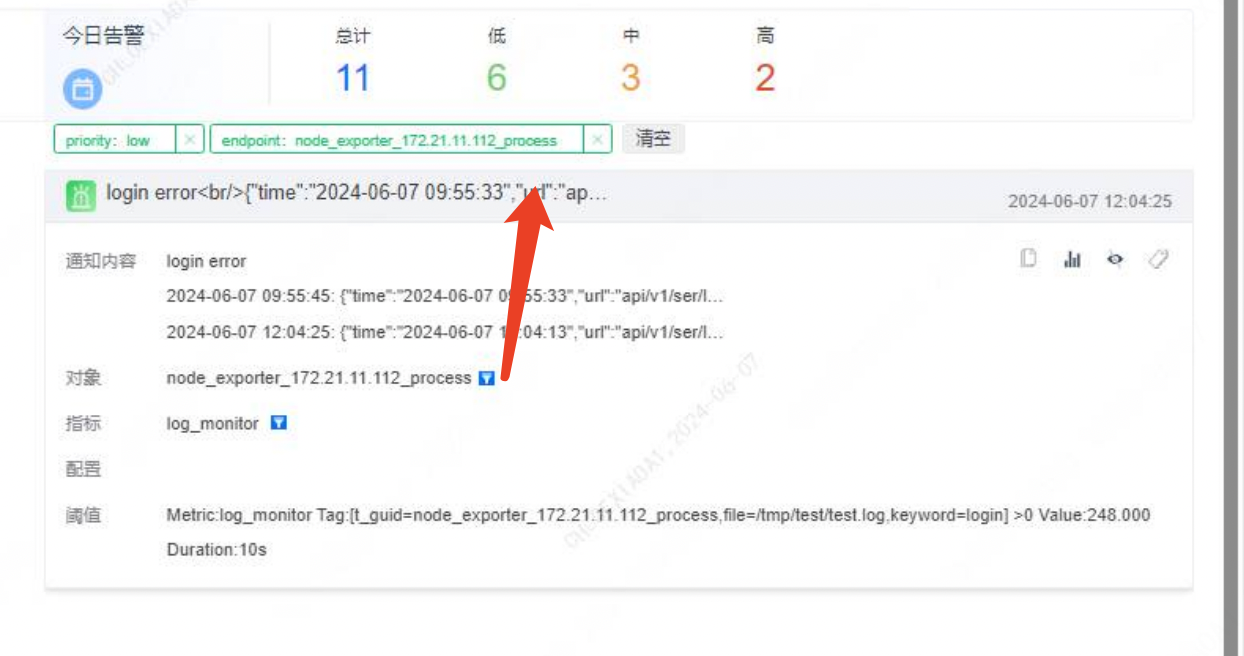 今日告警
总计 低 中 高
11 6 3 2
priority: low × endpoint: node_exporter_172.21.11.112_process × 清空
login error<br/>{"time":"2024-06-07 09:55:33","url":"ap...
2024-06-07 12:04:25
通知内容 login error
2024-06-07 09:55:45: {"time":"2024-06-07 09:55:33","url":"api/v1/ser/l...
2024-06-07 12:04:25: {"time":"2024-06-07 12:04:13","url":"api/v1/ser/l...
对象 node_exporter_172.21.11.112_process
指标 log_monitor
配置
阈值 Metric:log_monitor Tag:[t_guid=node_exporter_172.21.11.112_process,file=/tmp/test/test.log,keyword=login] >0 Value:248.000
Duration:10s